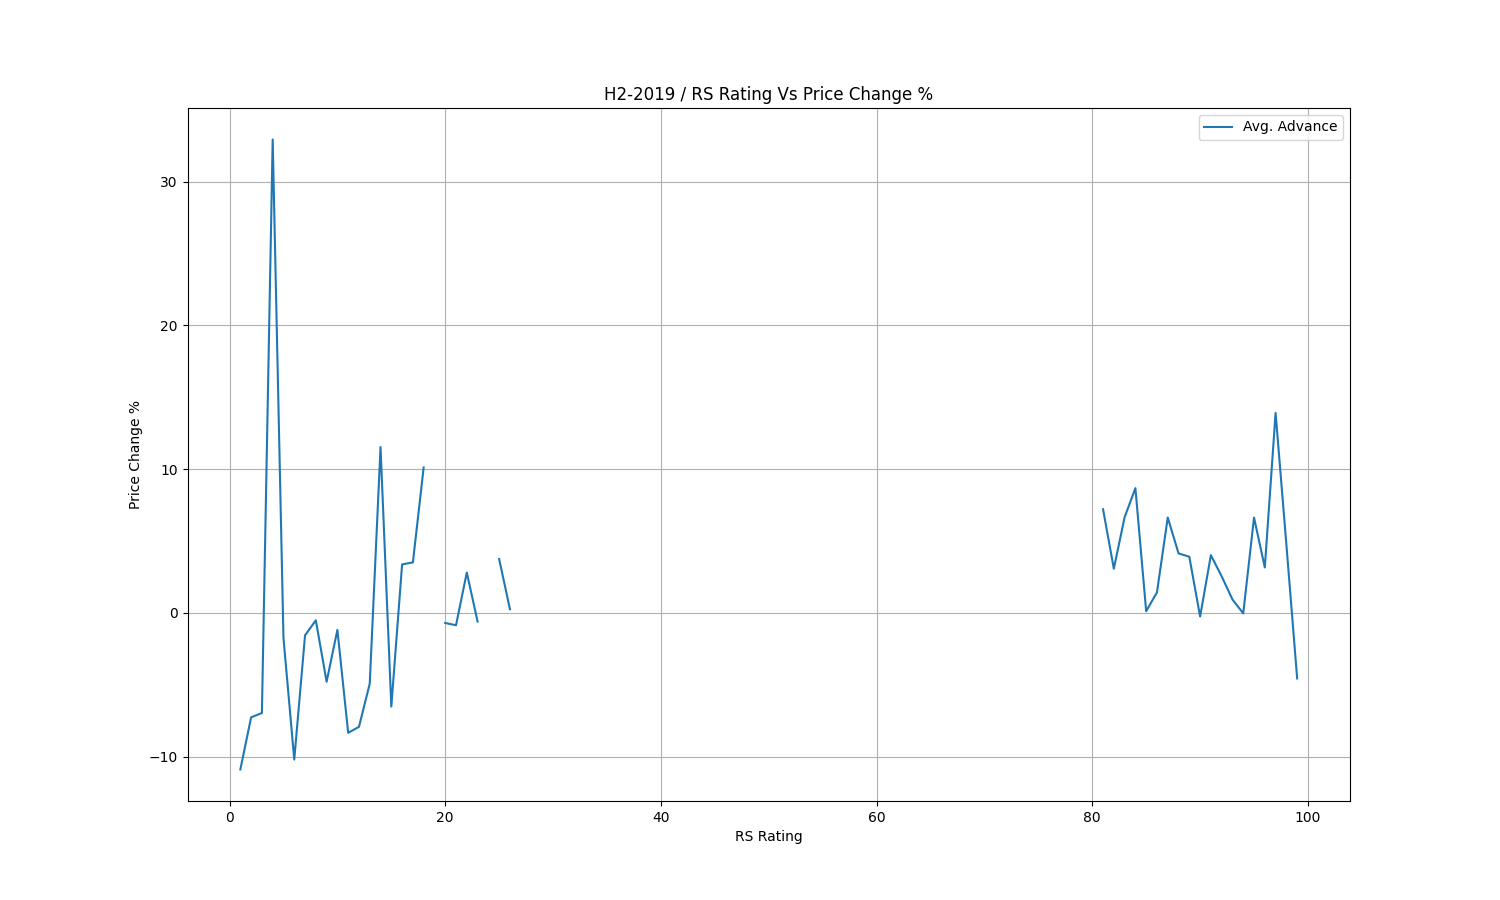 H2-2019 / RS Rating Vs Price Change %
Avg. Advance
30
20
10
0
−10
Price Change %
0 20 40 60 80 100
RS Rating